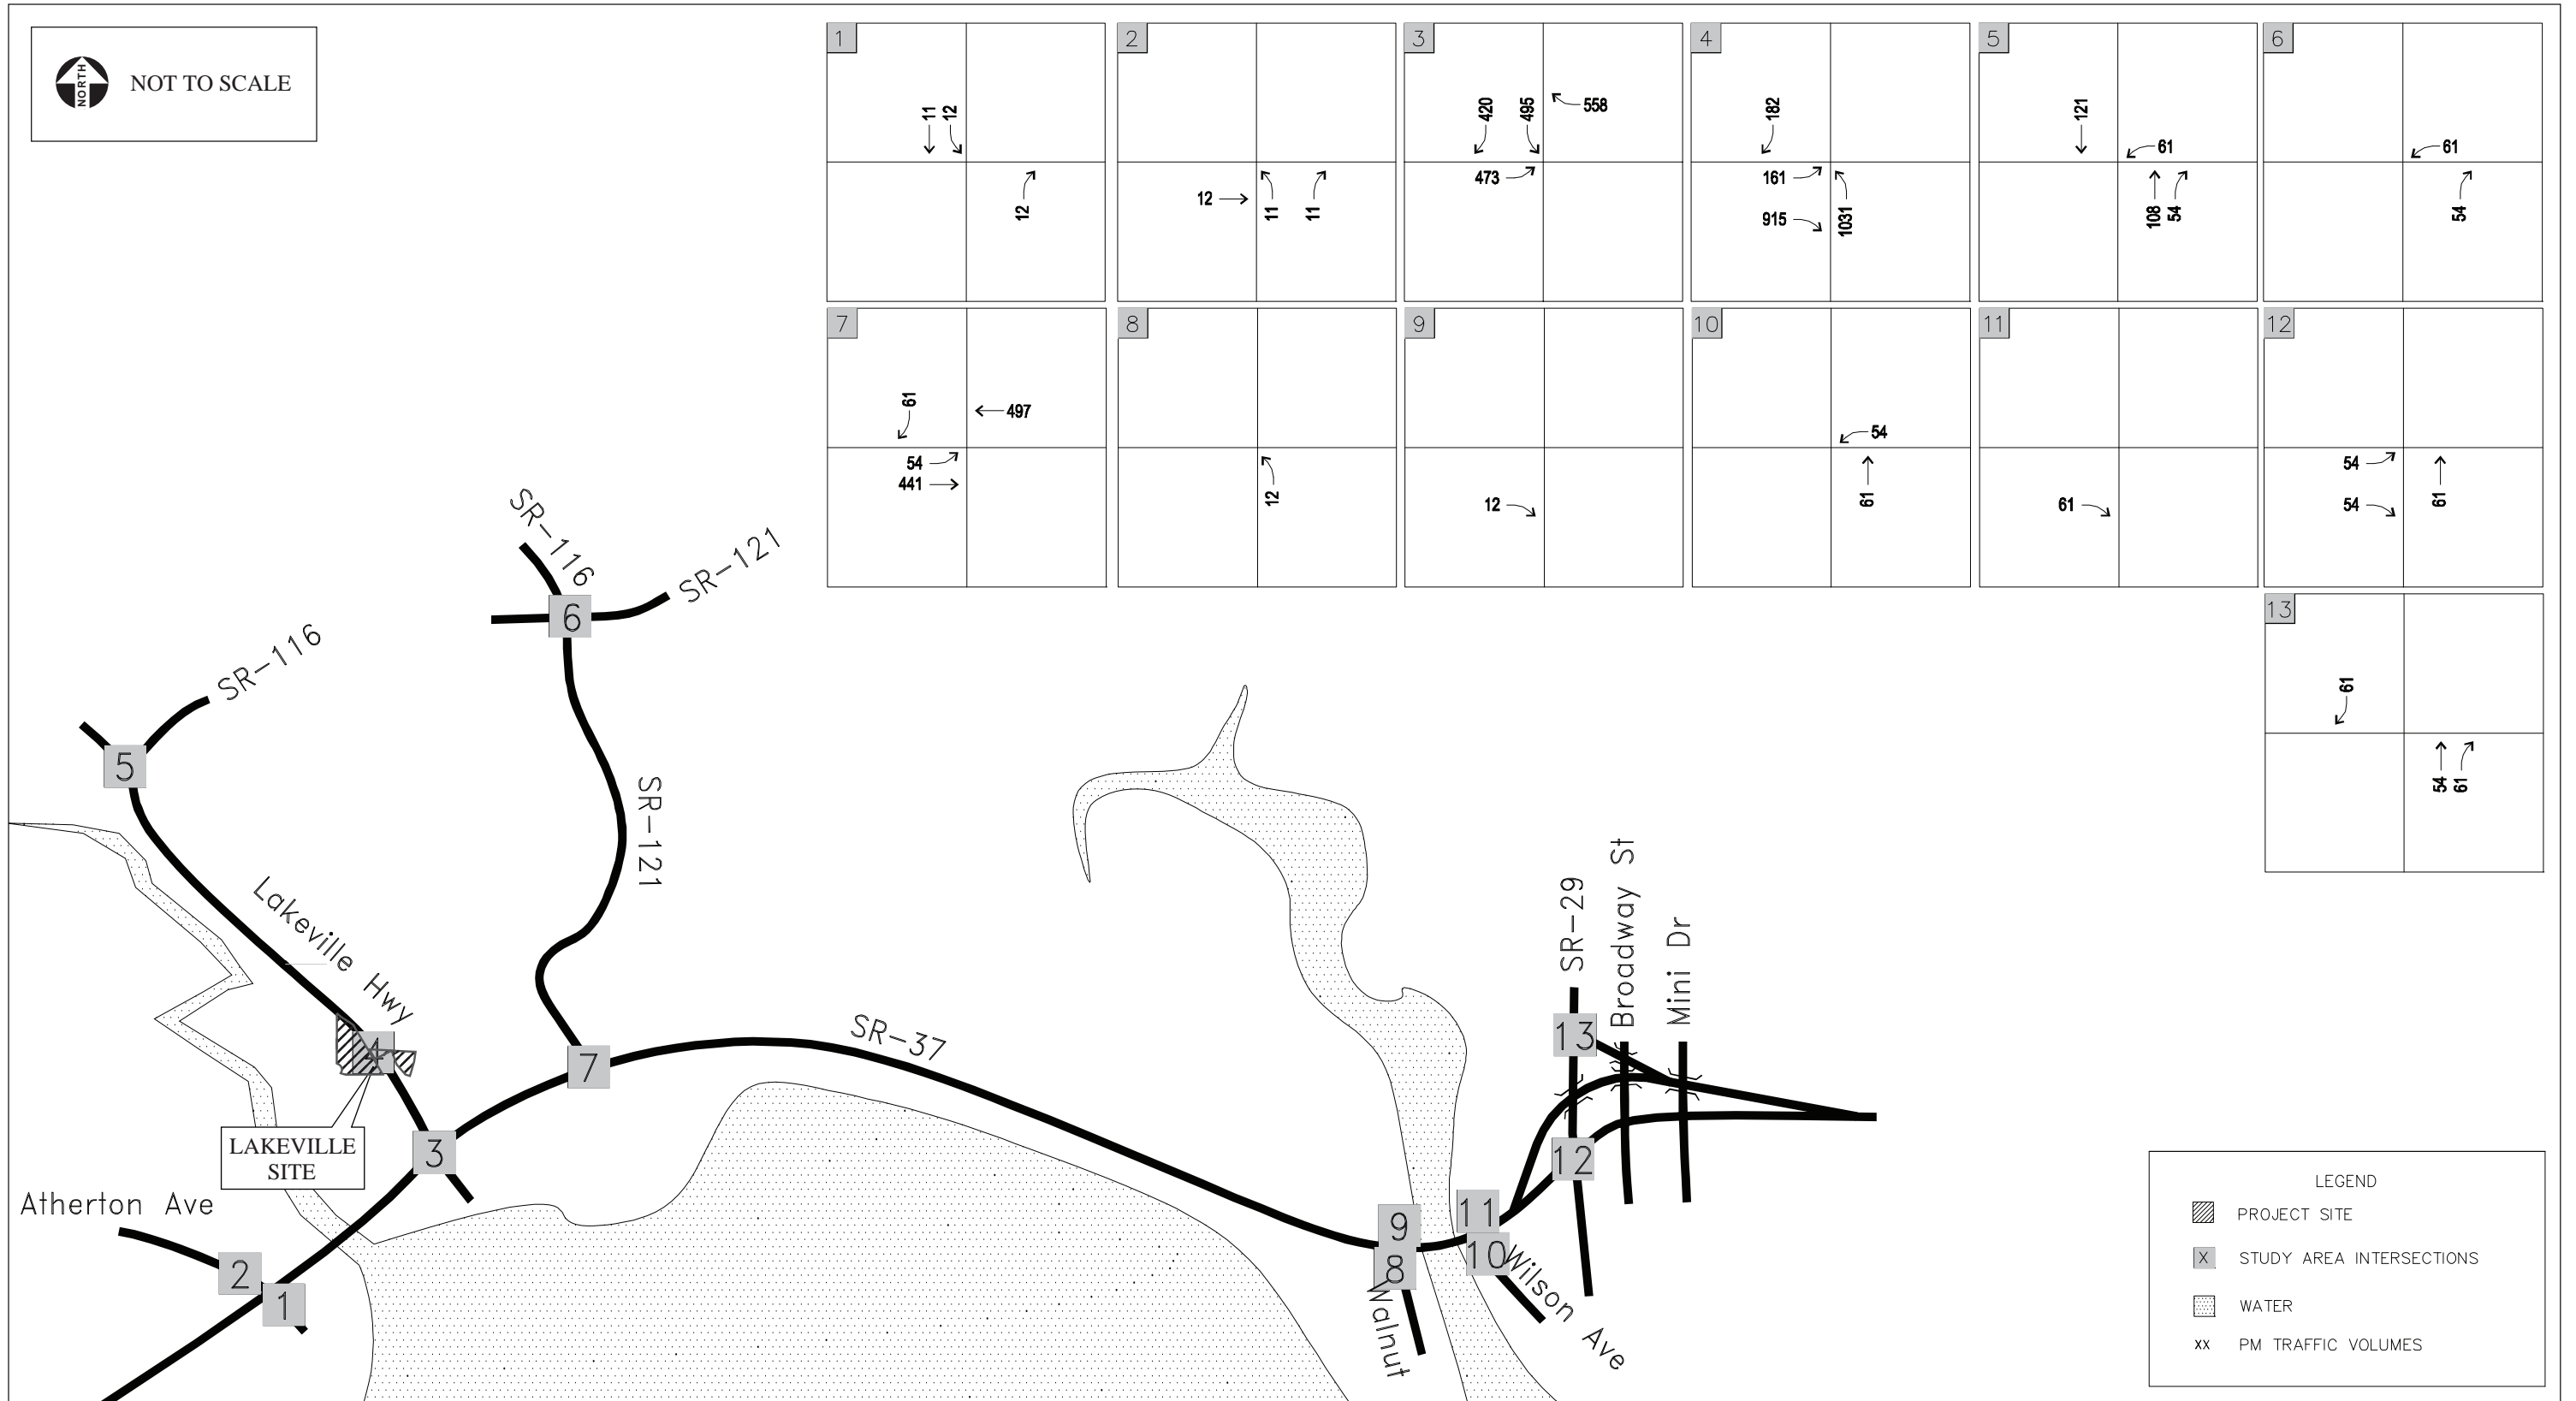 NORTH
NOT TO SCALE
1
11
12
12
2
12
11
11
3
420
495
558
473
4
182
161
915
1031
5
121
61
108
54
6
61
54
7
61
497
54
441
8
12
9
12
10
54
61
11
61
12
54
54
61
13
61
54
61
SR-116
SR-121
6
SR-116
5
SR-121
Lakeville Hwy
4
7
SR-37
3
LAKEVILLE
SITE
Atherton Ave
2
1
SR-29
Broadway St
Mini Dr
13
12
11
10
9
8
Walnut
Wilson Ave
LEGEND
PROJECT SITE
X STUDY AREA INTERSECTIONS
WATER
XX PM TRAFFIC VOLUMES